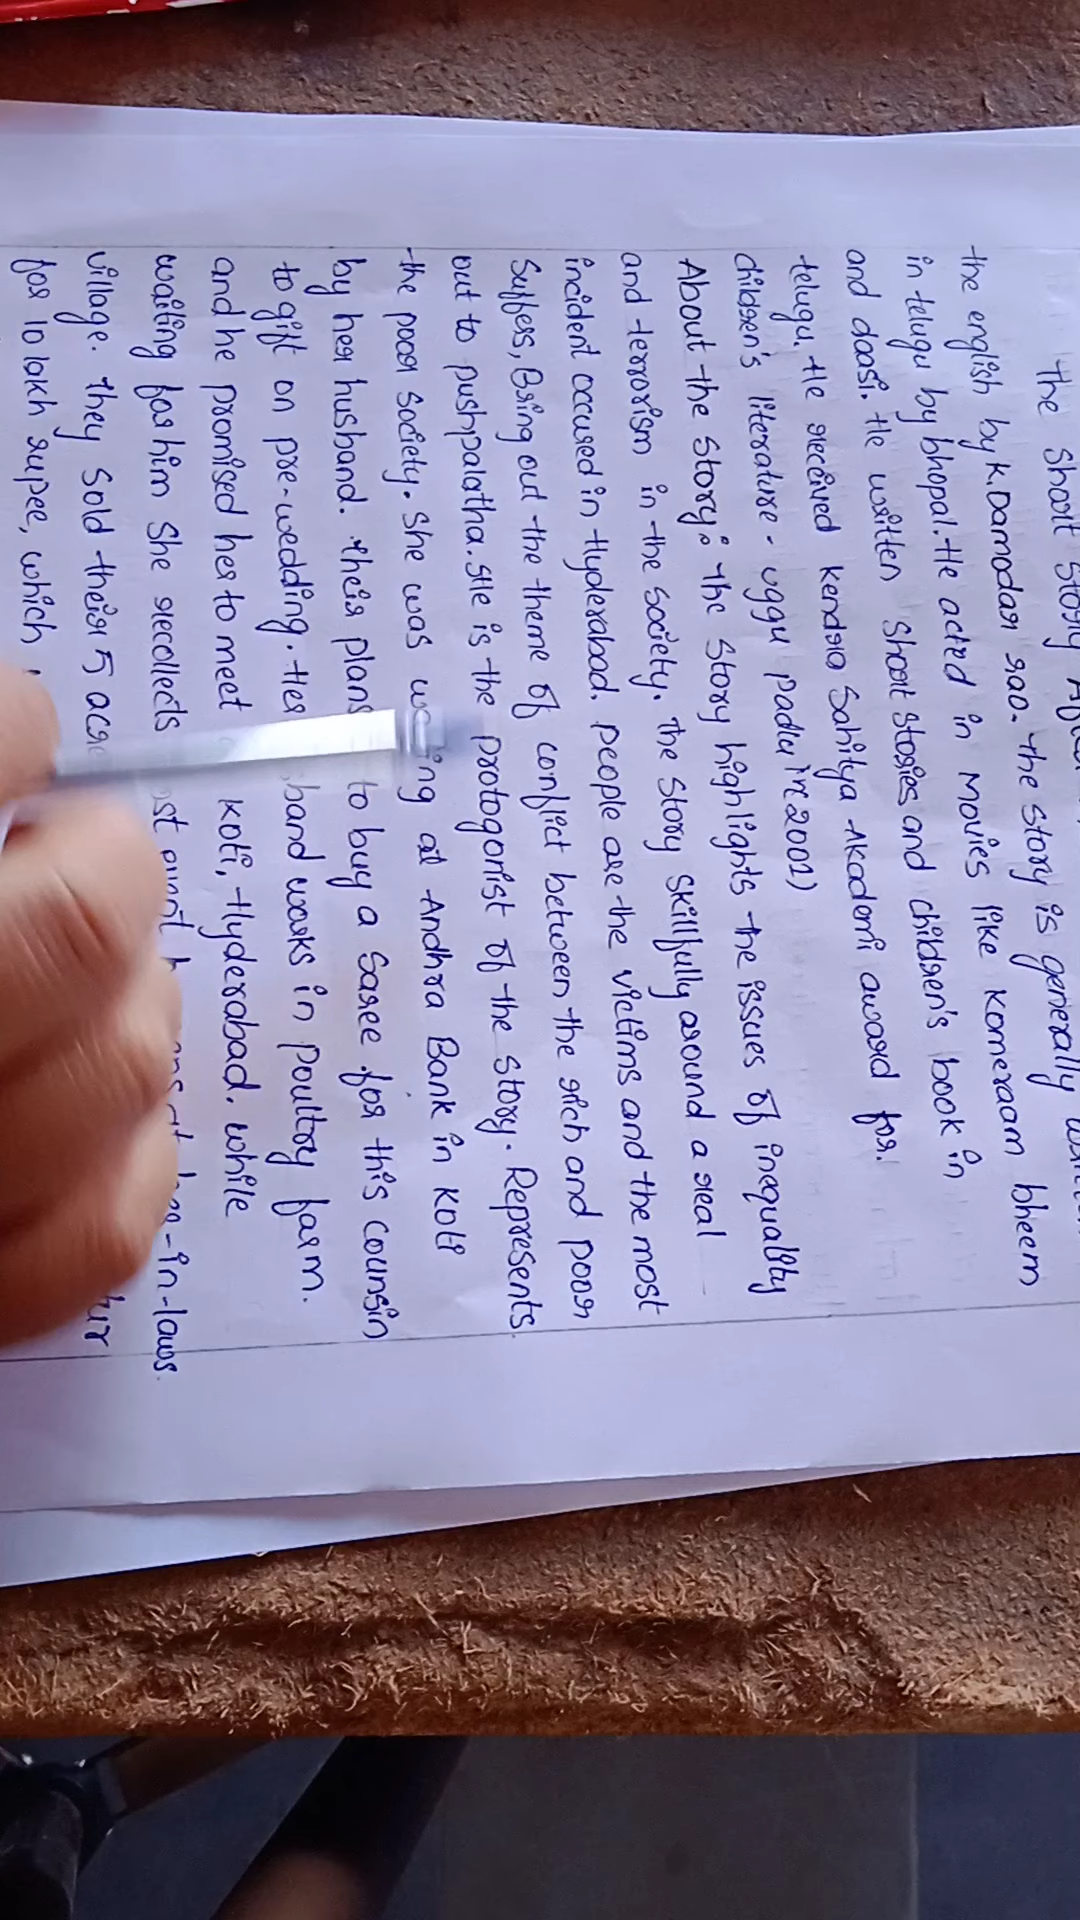 the short story
the english by K. Damodar rao. the story is generally
in telugu by bhopal. He acted in movies like Komeraam bheem
and daasi. He written short stories and children's book in
telugu. He received kendra Sahitya Akademi award for.
children's literature - uggu padlu in 2001)
About the story: the story highlights the issues of inequality
and terrorism in the society. the story skillfully around a real
incident occured in Hyderabad. people are the victims and the most
Suffers, Bring out the theme of conflict between the rich and poor
out to pushpalatha. She is the protogonist of the story. Represents
the poor society. She was wing at Andhra Bank in koti
by her husband. their plans to buy a saree for this counsin
to gift on pre-wedding. Her band works in poultry farm.
and he promised her to meet koti, Hyderabad. while
waiting for him She recollects -in-laws.
village. they sold their 5
for 10 lakh rupee, which